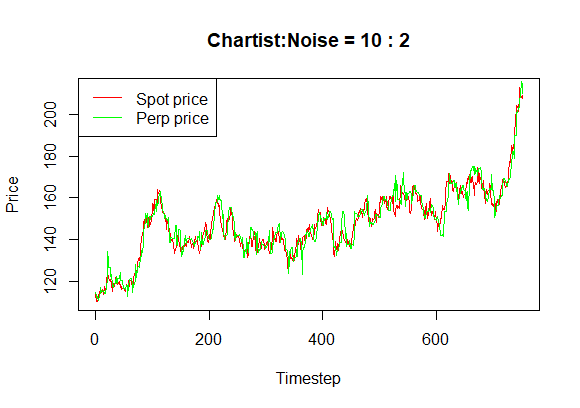 Chartist:Noise = 10 : 2
Spot price
Perp price
Price
120
140
160
180
200
0
200
400
600
Timestep